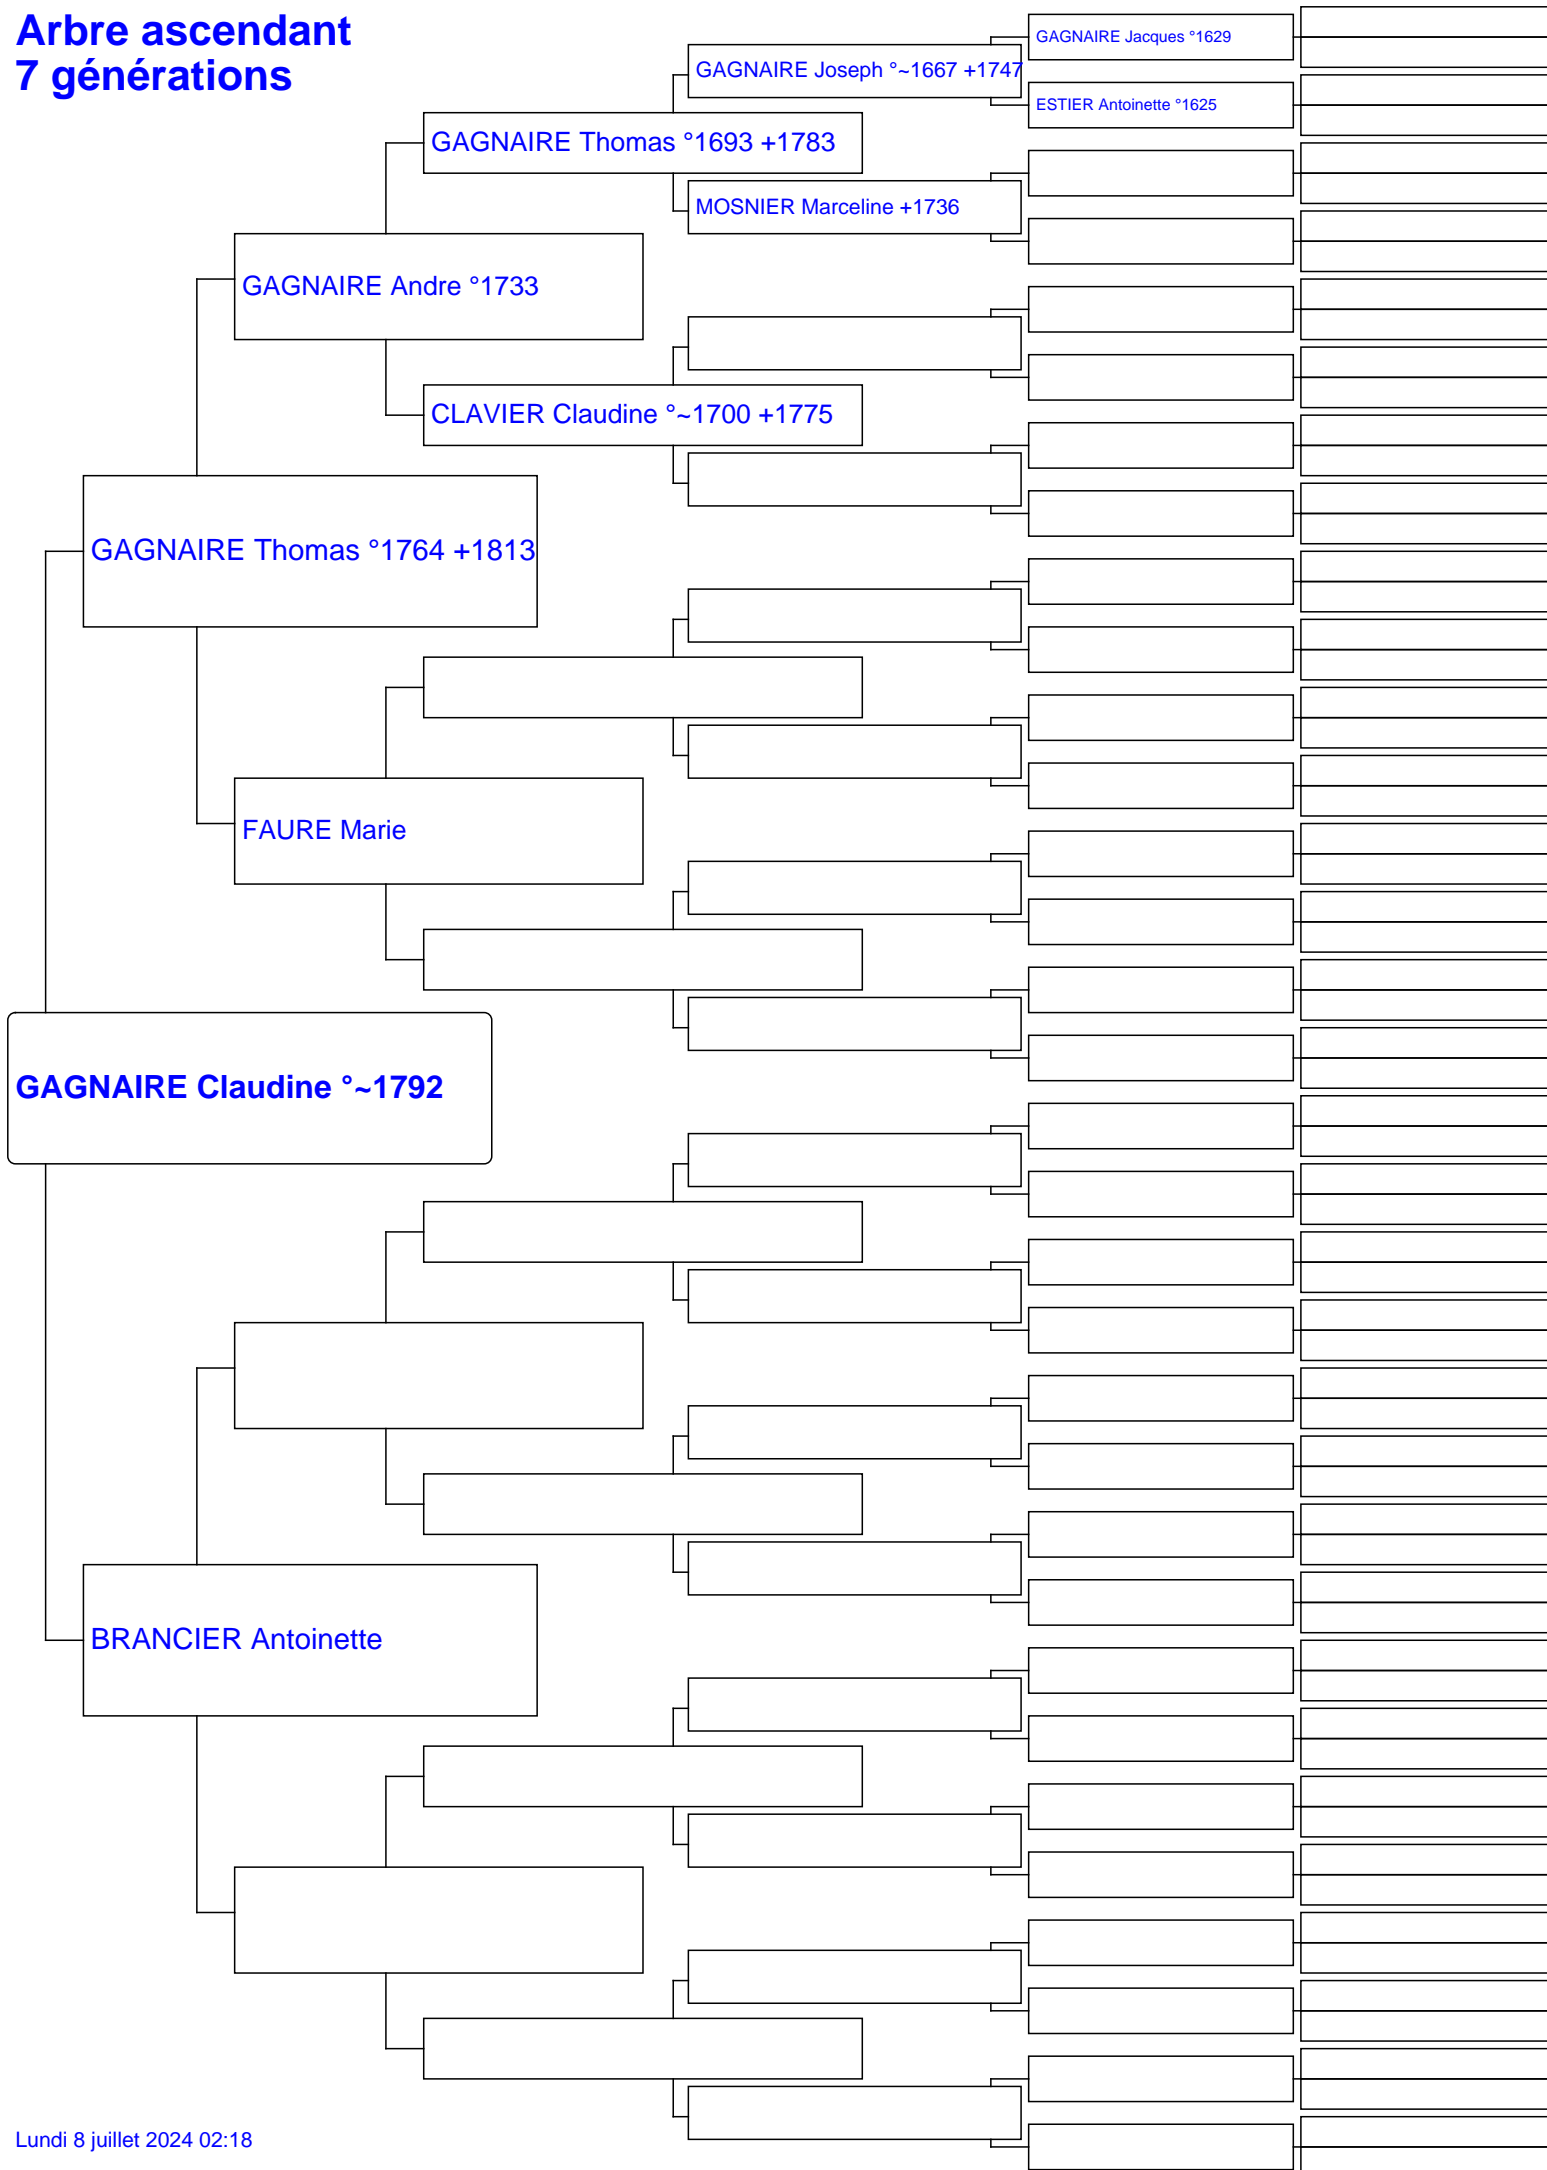 Arbre ascendant
7 générations
GAGNAIRE Jacques °1629
GAGNAIRE Joseph °~1667 +1747
ESTIER Antoinette °1625
GAGNAIRE Thomas °1693 +1783
MOSNIER Marceline +1736
GAGNAIRE Andre °1733
CLAVIER Claudine °~1700 +1775
GAGNAIRE Thomas °1764 +1813
FAURE Marie
GAGNAIRE Claudine °~1792
BRANCIER Antoinette
Lundi 8 juillet 2024 02:18